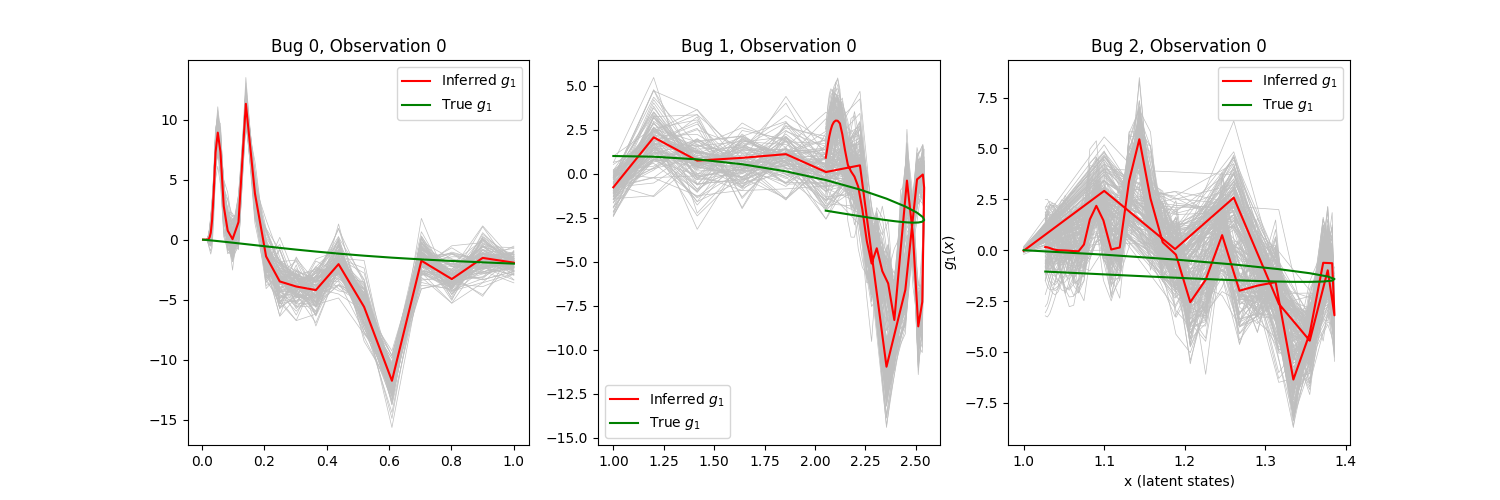 Bug 0, Observation 0
Inferred g₁
True g₁
10
5
0
−5
−10
−15
0.0 0.2 0.4 0.6 0.8 1.0
Bug 1, Observation 0
5.0
2.5
0.0
−2.5
−5.0
−7.5
−10.0
−12.5
−15.0
Inferred g₁
True g₁
1.00 1.25 1.50 1.75 2.00 2.25 2.50
Bug 2, Observation 0
Inferred g₁
True g₁
g₁(x)
7.5
5.0
2.5
0.0
−2.5
−5.0
−7.5
1.0 1.1 1.2 1.3 1.4
x (latent states)